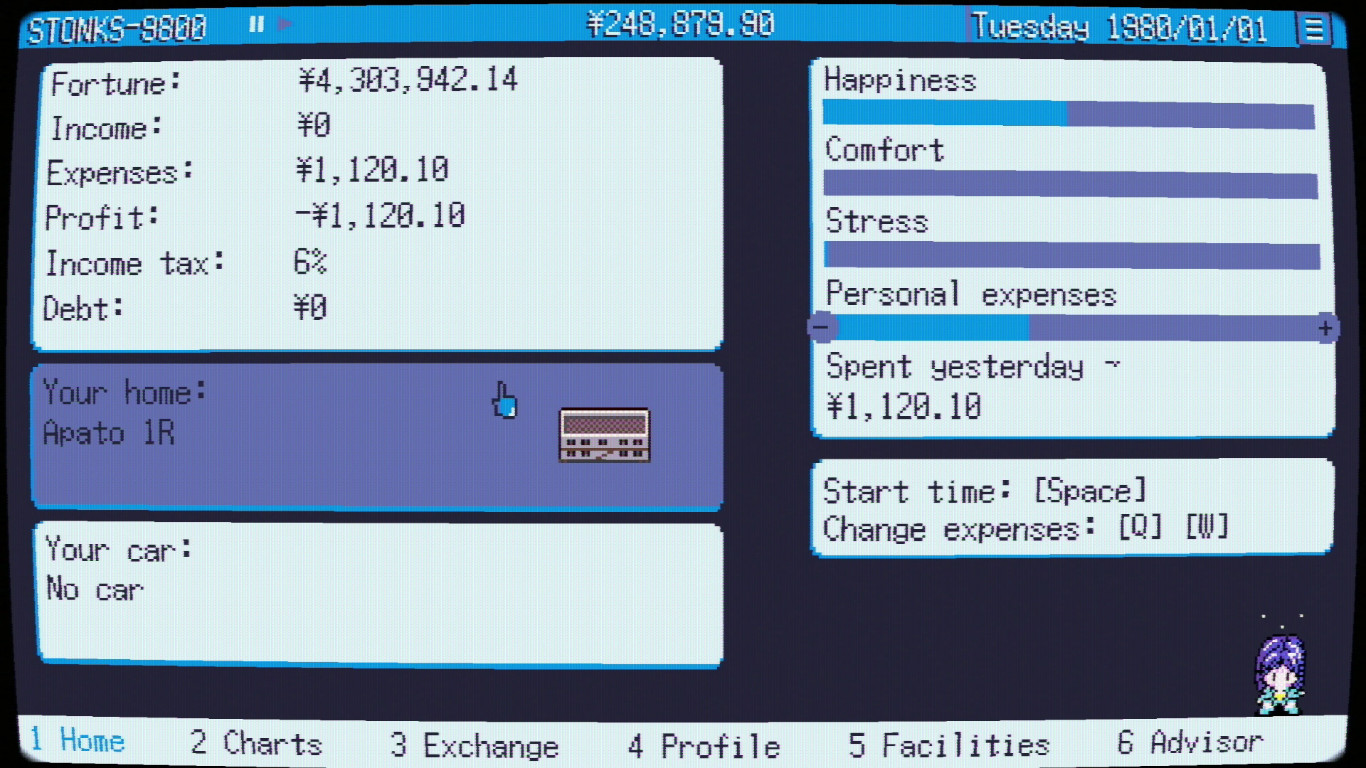 STONKS-9800 ¥248,879.90 Tuesday 1980/01/01
Fortune: ¥4,303,942.14
Income: ¥0
Expenses: ¥1,120.10
Profit: -¥1,120.10
Income tax: 6%
Debt: ¥0
Your home:
Apato 1R
Your car:
No car
Happiness
Comfort
Stress
Personal expenses
- +
Spent yesterday ~
¥1,120.10
Start time: [Space]
Change expenses: [Q] [W]
1 Home 2 Charts 3 Exchange 4 Profile 5 Facilities 6 Advisor